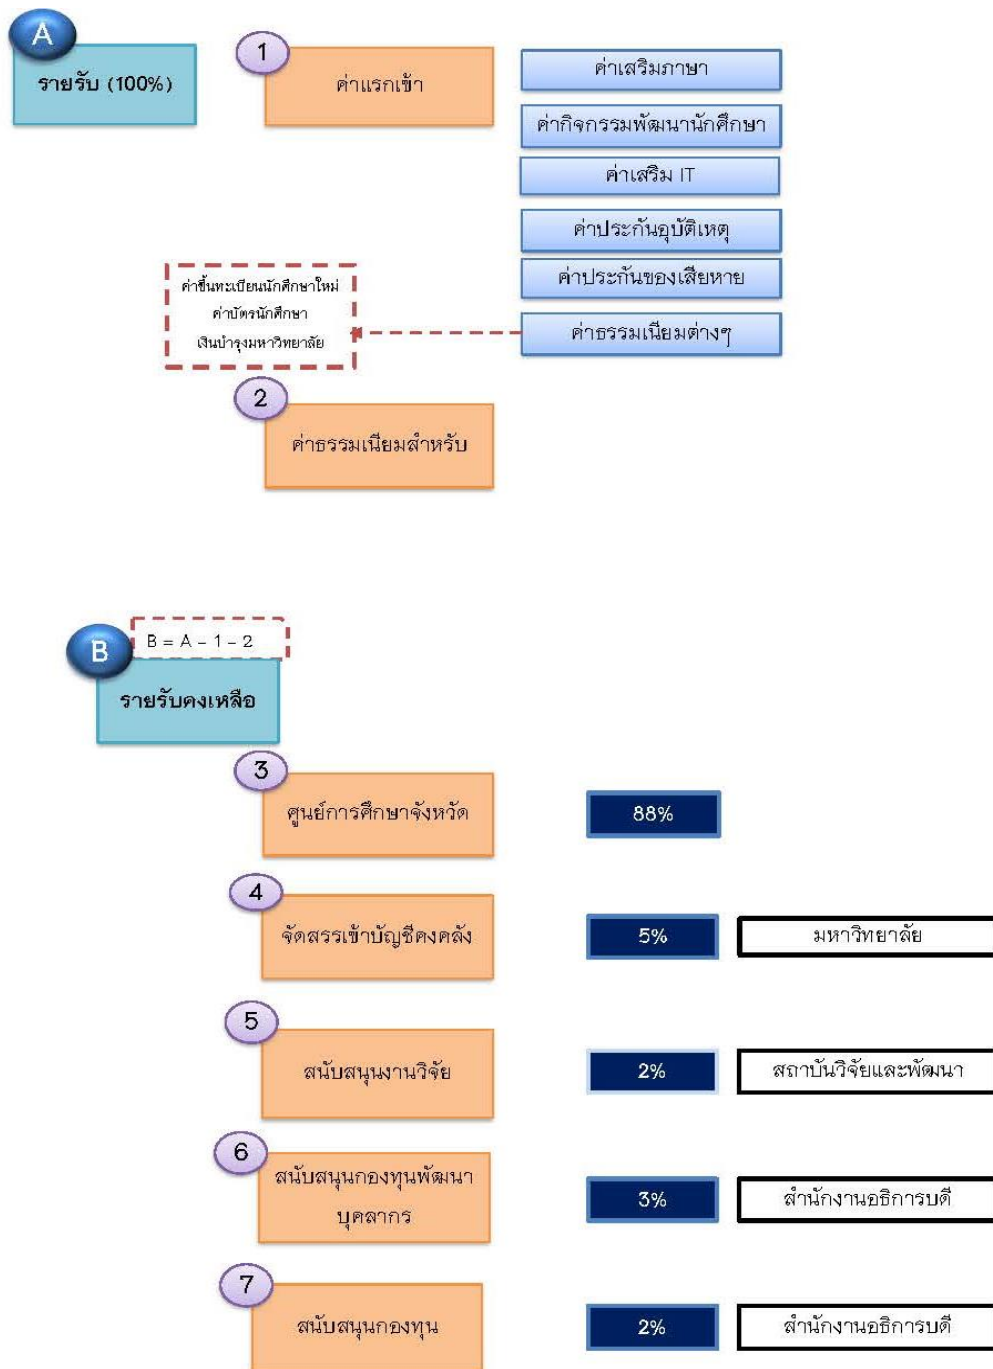 A
รายรับ (100%)
1
ค่าแรกเข้า
ค่าเสริมภาษา
ค่ากิจกรรมพัฒนานักศึกษา
ค่าเสริม IT
ค่าประกันอุบัติเหตุ
ค่าประกันของเสียหาย
ค่าธรรมเนียมต่างๆ
ค่าขึ้นทะเบียนนักศึกษาใหม่
ค่าบัตรนักศึกษา
เงินบำรุงมหาวิทยาลัย
2
ค่าธรรมเนียมสำหรับ
B
B = A – 1 – 2
รายรับคงเหลือ
3
ศูนย์การศึกษาจังหวัด
88%
4
จัดสรรเข้าบัญชีคงคลัง
5%
มหาวิทยาลัย
5
สนับสนุนงานวิจัย
2%
สถาบันวิจัยและพัฒนา
6
สนับสนุนกองทุนพัฒนา
บุคลากร
3%
สำนักงานอธิการบดี
7
สนับสนุนกองทุน
2%
สำนักงานอธิการบดี